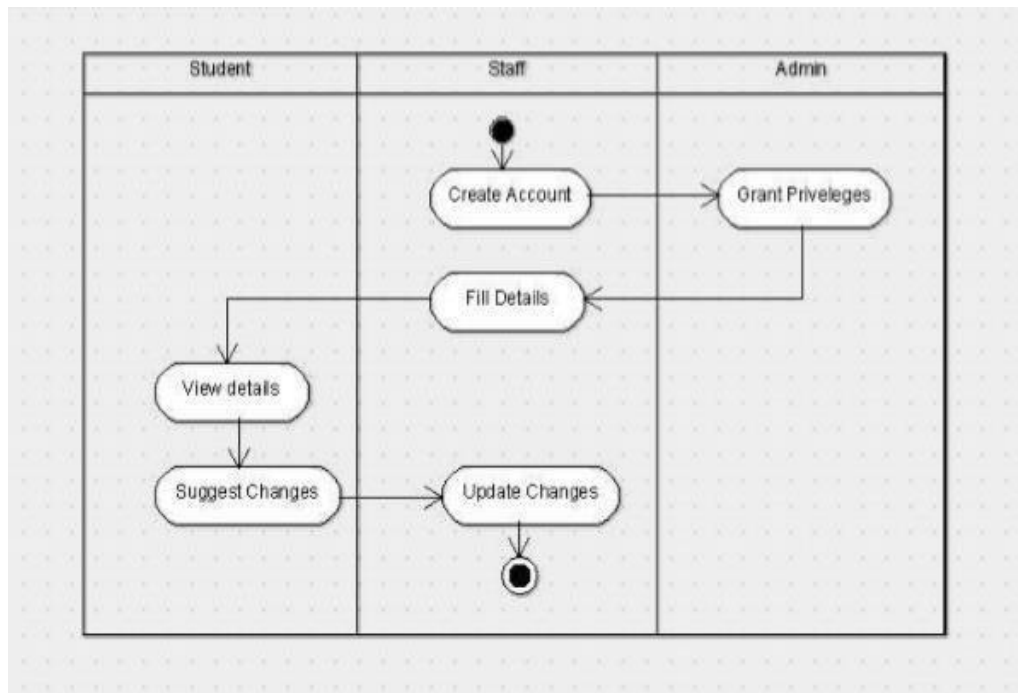 Student
Staff
Admin
Create Account
Grant Priveleges
Fill Details
View details
Suggest Changes
Update Changes